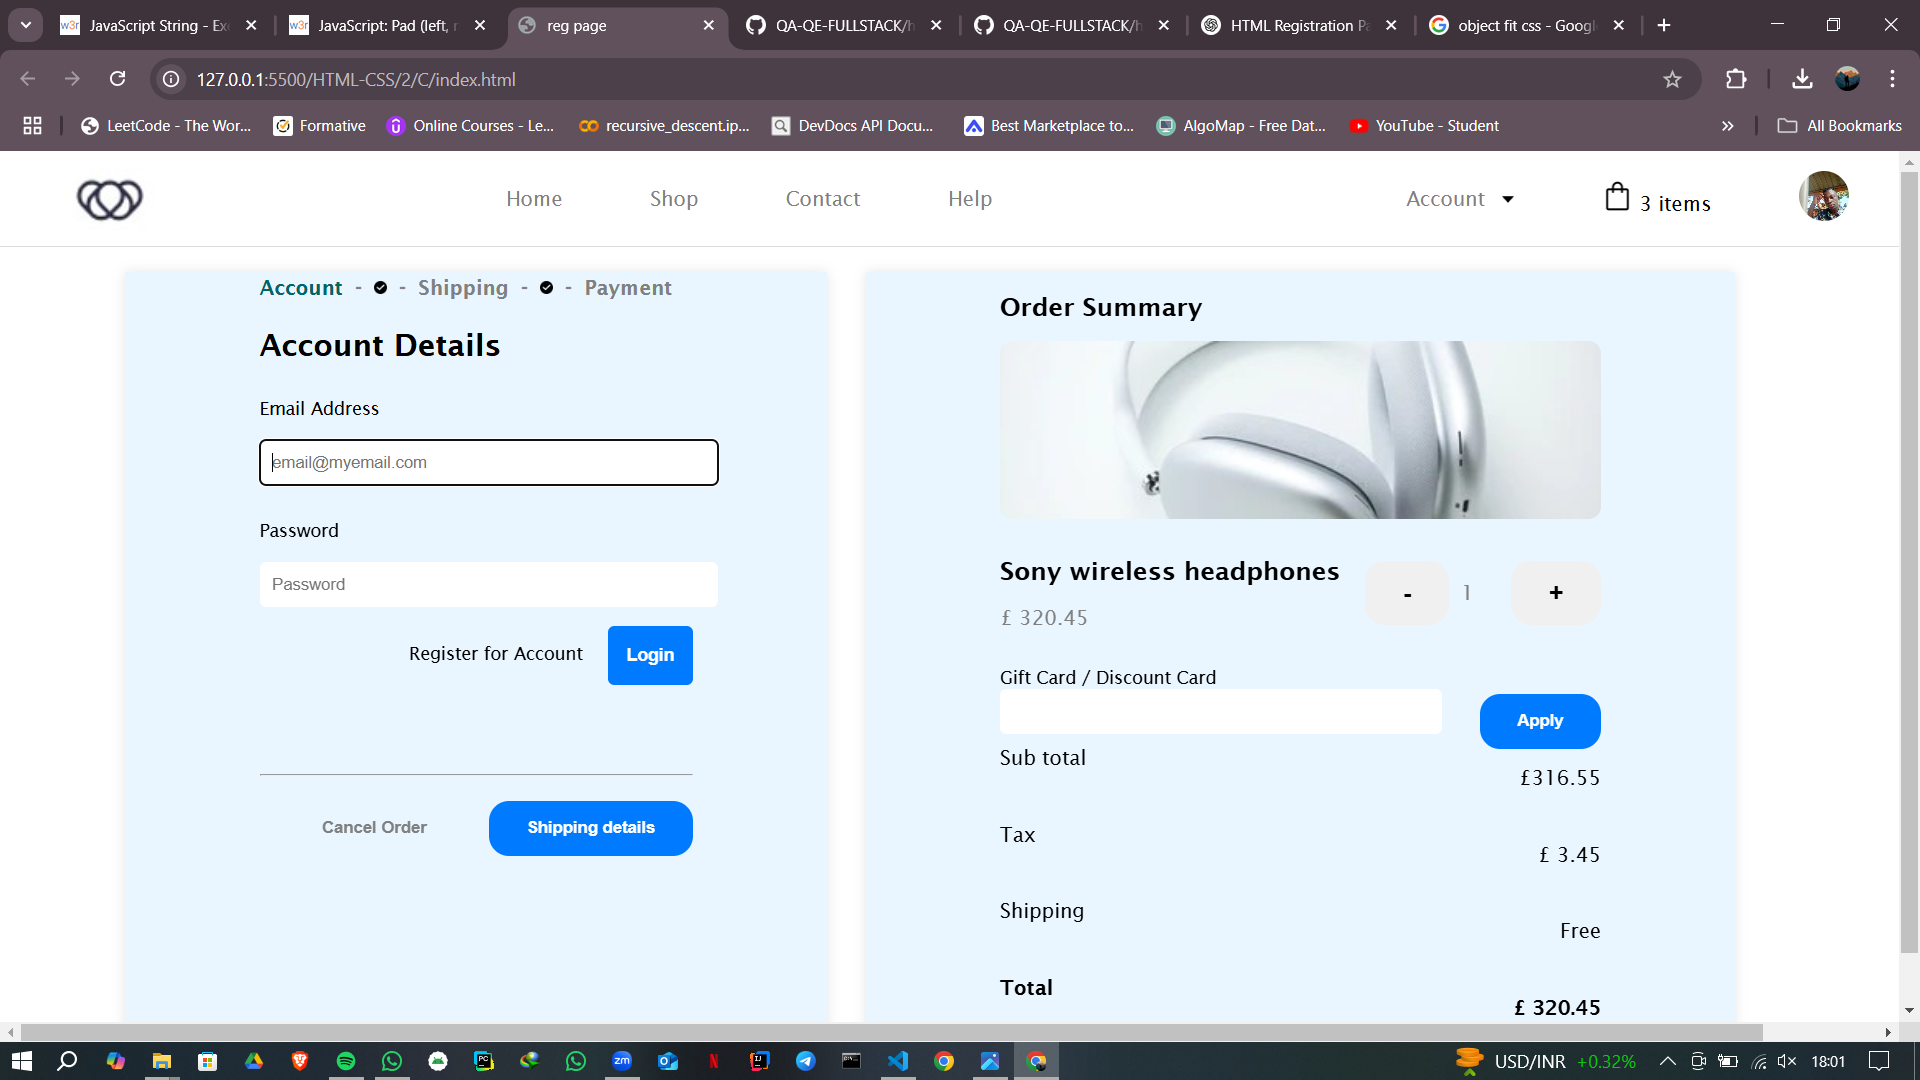 w3r JavaScript String - Ex
w3r JavaScript: Pad (left, r
reg page
QA-QE-FULLSTACK/h
QA-QE-FULLSTACK/h
HTML Registration Pa
object fit css - Google
127.0.0.1:5500/HTML-CSS/2/C/index.html
LeetCode - The Wor...
Formative
Online Courses - Le...
recursive_descent.ip...
DevDocs API Docu...
Best Marketplace to...
AlgoMap - Free Dat...
YouTube - Student
All Bookmarks
Home
Shop
Contact
Help
Account
3 items
Account - - Shipping - - Payment
Account Details
Email Address
email@myemail.com
Password
Password
Register for Account
Login
Cancel Order
Shipping details
Order Summary
Sony wireless headphones
£ 320.45
-
1
+
Gift Card / Discount Card
Apply
Sub total
£316.55
Tax
£ 3.45
Shipping
Free
Total
£ 320.45
zm
USD/INR +0.32%
18:01